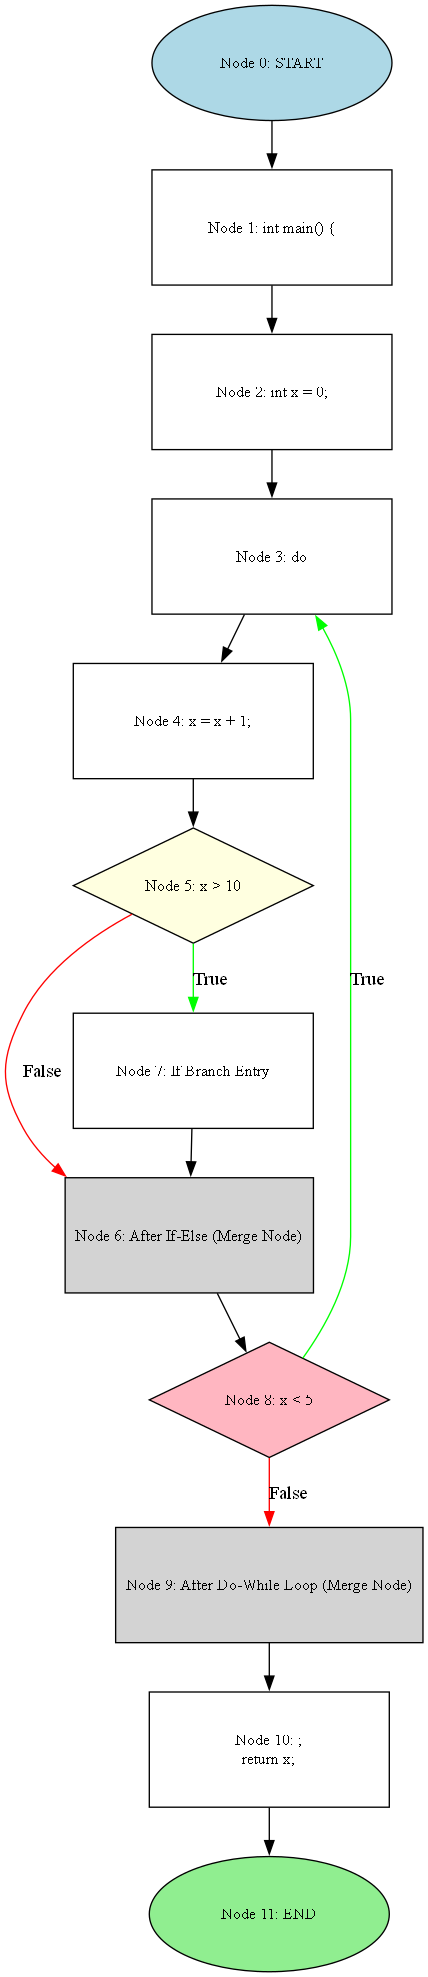 Node 0: START
Node 1: int main() {
Node 2: int x = 0;
Node 3: do
Node 4: x = x + 1;
Node 5: x > 10
True
True
False
Node 7: If Branch Entry
Node 6: After If-Else (Merge Node)
Node 8: x < 5
False
Node 9: After Do-While Loop (Merge Node)
Node 10: ;
return x;
Node 11: END